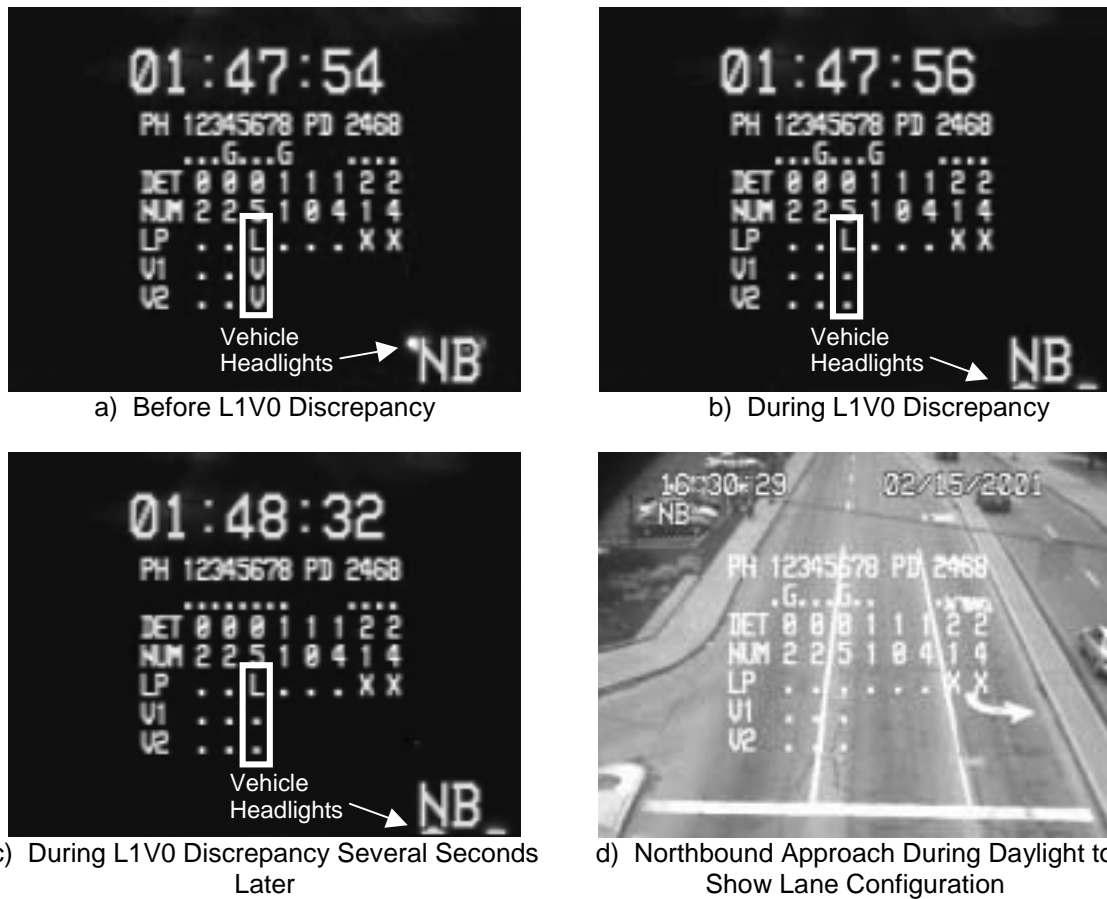 01:47:54
PH 12345678 PD 2468
...G...G ....
DET 0 0 0 1 1 1 2 2
NUM 2 2 5 1 0 4 1 4
LP . . L . . . X X
V1 . . V
V2 . . V
Vehicle
Headlights
NB
a) Before L1V0 Discrepancy
01:47:56
PH 12345678 PD 2468
...G...G ....
DET 0 0 0 1 1 1 2 2
NUM 2 2 5 1 0 4 1 4
LP . . L . . . X X
V1 . . .
V2 . . .
Vehicle
Headlights
NB
b) During L1V0 Discrepancy
01:48:32
PH 12345678 PD 2468
........ ....
DET 0 0 0 1 1 1 2 2
NUM 2 2 5 1 0 4 1 4
LP . . L . . . X X
V1 . . .
V2 . . .
Vehicle
Headlights
NB
) During L1V0 Discrepancy Several Seconds
Later
16:30:29 02/15/2001
NB
PH 12345678 PD 2468
.G...G..
DET 0 0 0 1 1 1 2 2
NUM 2 2 5 1 0 4 1 4
LP . . . . . . X X
V1 . . .
V2 . . .
d) Northbound Approach During Daylight to
Show Lane Configuration